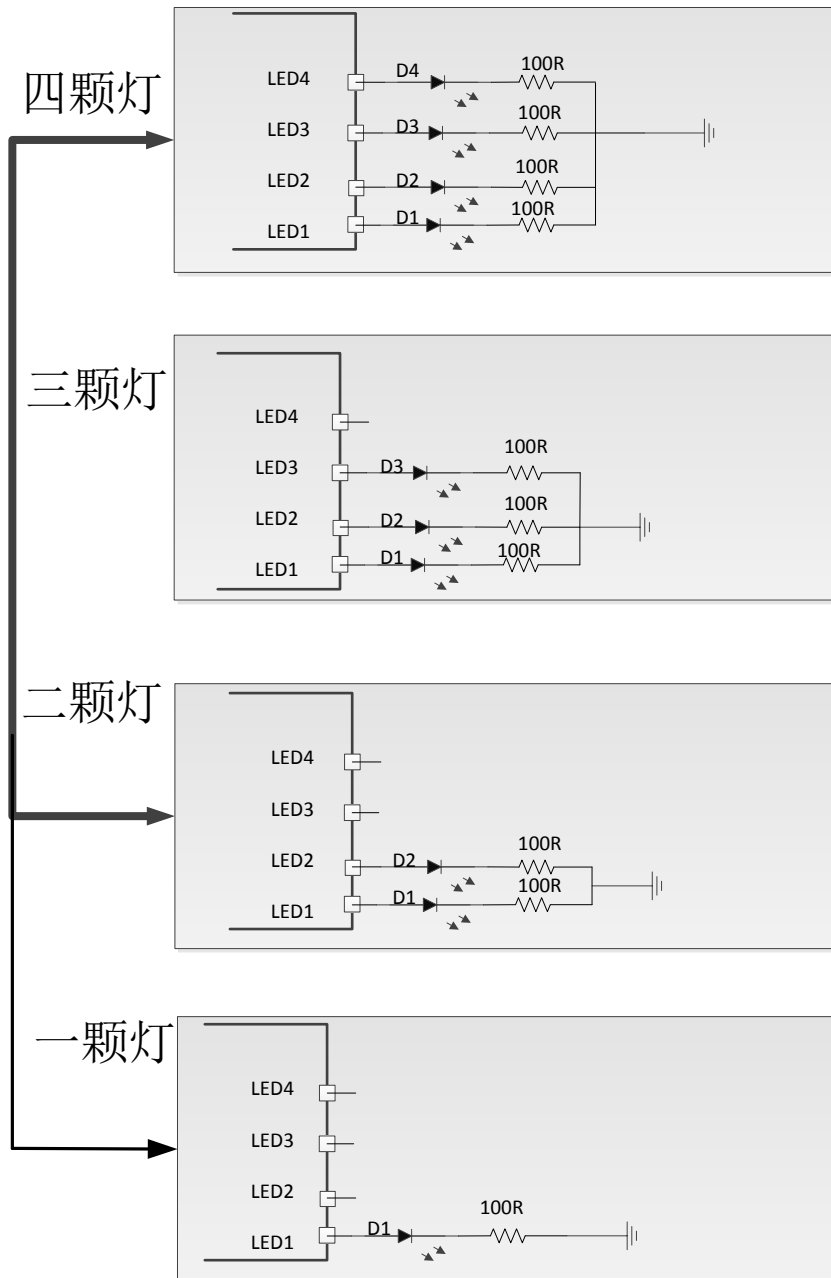 四颗灯
LED4
D4
100R
LED3
D3
100R
LED2
D2
100R
LED1
D1
100R
三颗灯
LED4
LED3
D3
100R
LED2
D2
100R
LED1
D1
100R
二颗灯
LED4
LED3
LED2
D2
100R
LED1
D1
100R
一颗灯
LED4
LED3
LED2
LED1
D1
100R